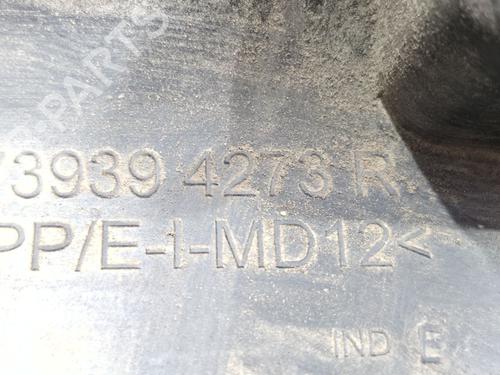 73939 4273 R
PP/E-I-MD12<
IND E